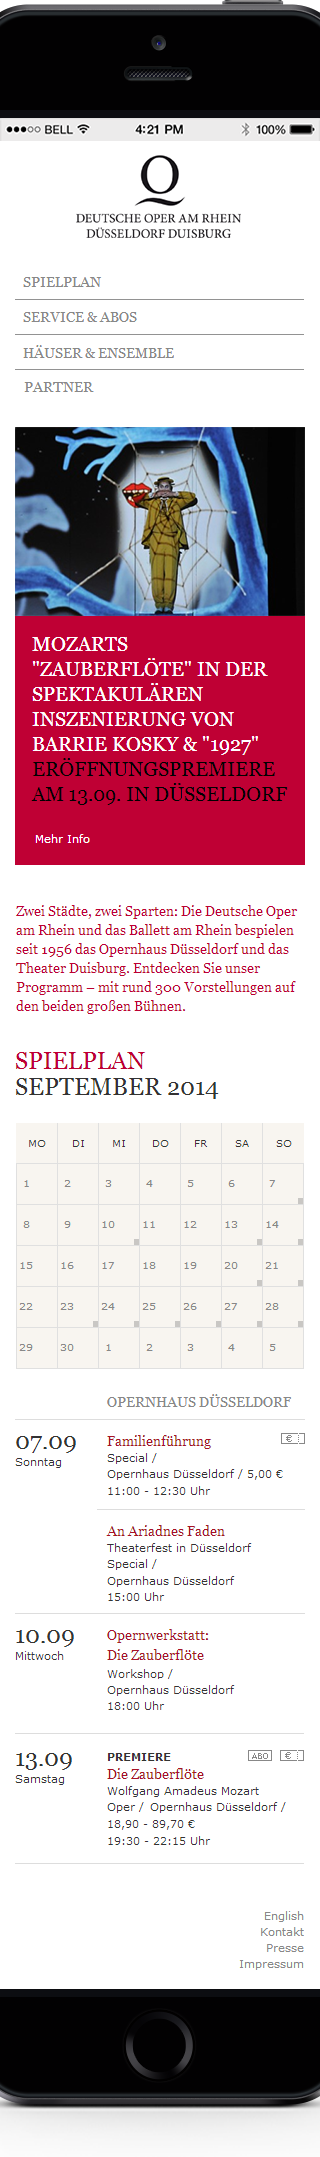 BELL 4:21 PM 100%
Q
DEUTSCHE OPER AM RHEIN
DÜSSELDORF DUISBURG
SPIELPLAN
SERVICE & ABOS
HÄUSER & ENSEMBLE
PARTNER
MOZARTS
"ZAUBERFLÖTE" IN DER
SPEKTAKULÄREN
INSZENIERUNG VON
BARRIE KOSKY & "1927"
ERÖFFNUNGSPREMIERE
AM 13.09. IN DÜSSELDORF
Mehr Info
Zwei Städte, zwei Sparten: Die Deutsche Oper
am Rhein und das Ballett am Rhein bespielen
seit 1956 das Opernhaus Düsseldorf und das
Theater Duisburg. Entdecken Sie unser
Programm – mit rund 300 Vorstellungen auf
den beiden großen Bühnen.
SPIELPLAN
SEPTEMBER 2014
MO DI MI DO FR SA SO
1 2 3 4 5 6 7
8 9 10 11 12 13 14
15 16 17 18 19 20 21
22 23 24 25 26 27 28
29 30 1 2 3 4 5
OPERNHAUS DÜSSELDORF
07.09 Familienführung €
Sonntag Special /
Opernhaus Düsseldorf / 5,00 €
11:00 - 12:30 Uhr
An Ariadnes Faden
Theaterfest in Düsseldorf
Special /
Opernhaus Düsseldorf
15:00 Uhr
10.09 Opernwerkstatt:
Mittwoch Die Zauberflöte
Workshop /
Opernhaus Düsseldorf
18:00 Uhr
13.09 PREMIERE ABO €
Samstag Die Zauberflöte
Wolfgang Amadeus Mozart
Oper / Opernhaus Düsseldorf /
18,90 - 89,70 €
19:30 - 22:15 Uhr
English
Kontakt
Presse
Impressum